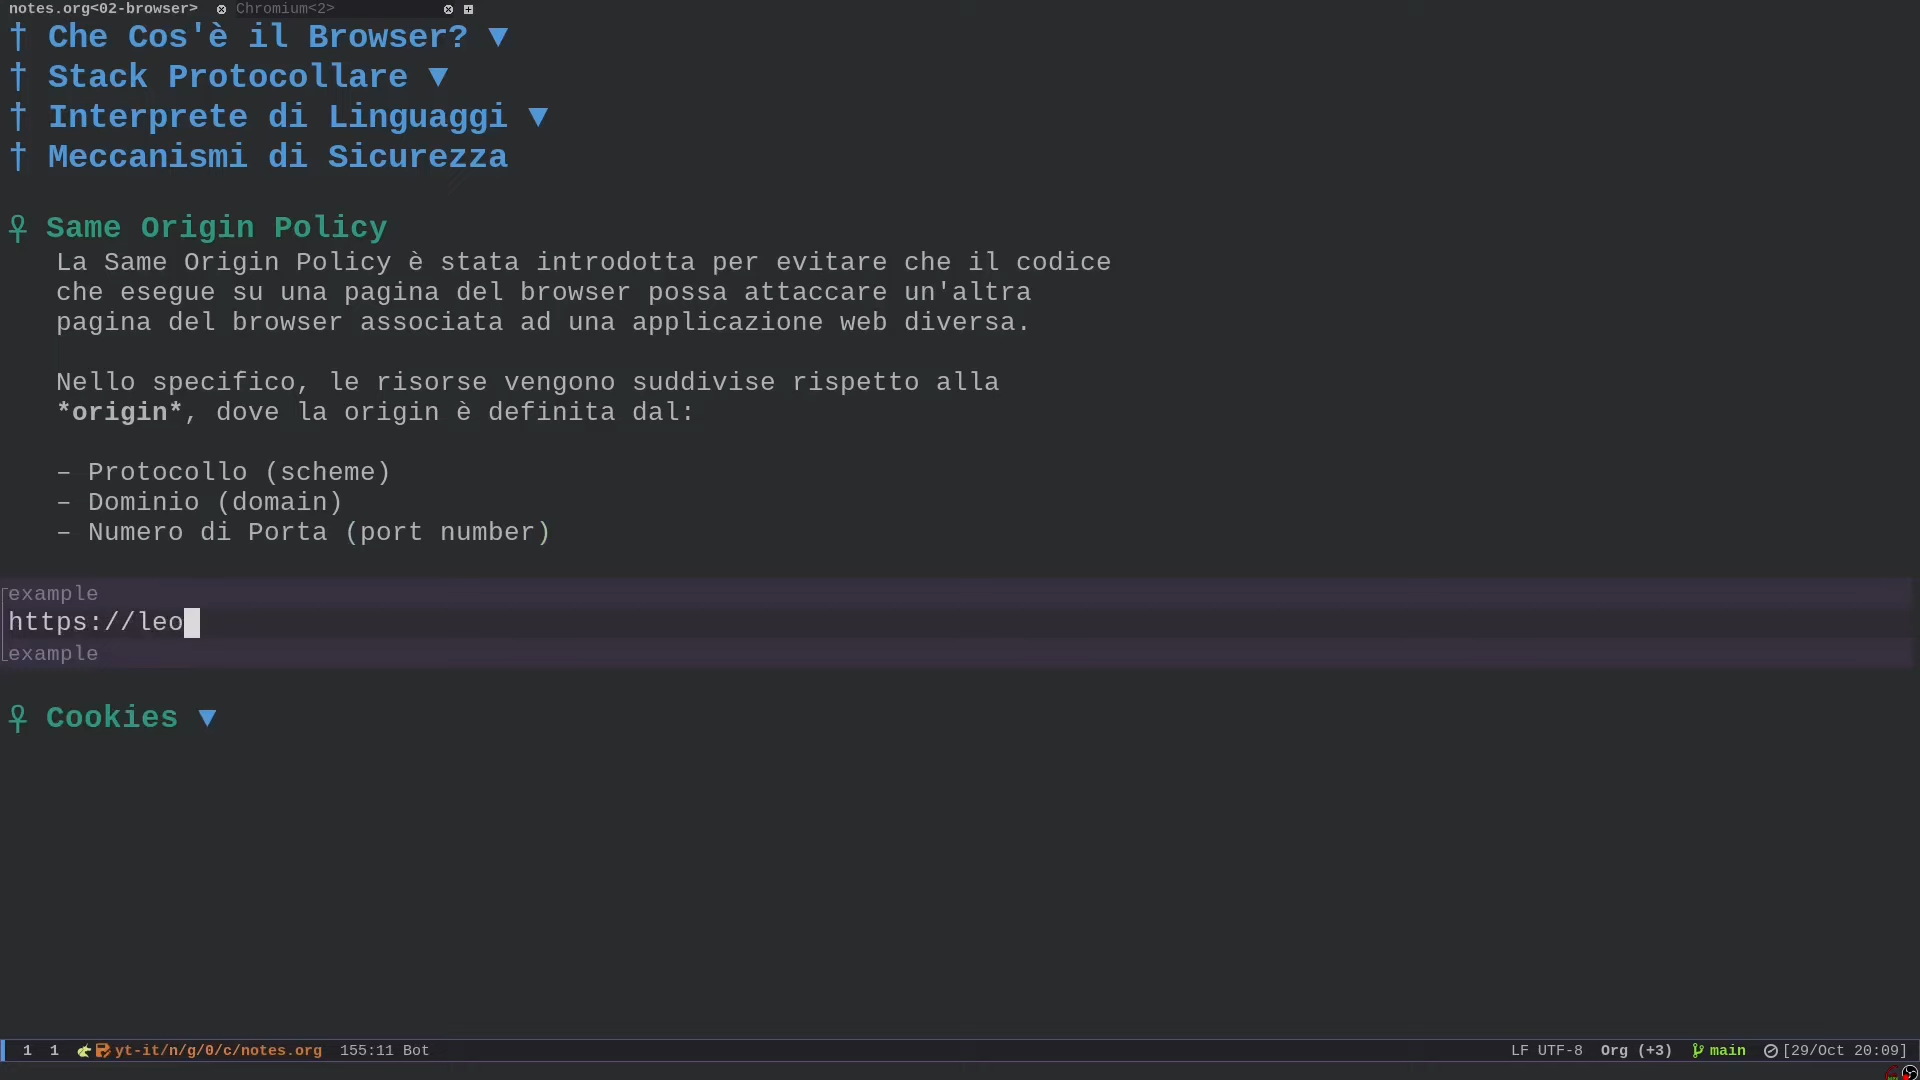 notes.org<02-browser> Chromium<2>
† Che Cos'è il Browser? ▼
† Stack Protocollare ▼
† Interprete di Linguaggi ▼
† Meccanismi di Sicurezza
Same Origin Policy
La Same Origin Policy è stata introdotta per evitare che il codice
che esegue su una pagina del browser possa attaccare un'altra
pagina del browser associata ad una applicazione web diversa.
Nello specifico, le risorse vengono suddivise rispetto alla
*origin*, dove la origin è definita dal:
– Protocollo (scheme)
– Dominio (domain)
– Numero di Porta (port number)
example
https://leo
example
Cookies ▼
1 1 yt-it/n/g/0/c/notes.org 155:11 Bot LF UTF-8 Org (+3) main [29/Oct 20:09]